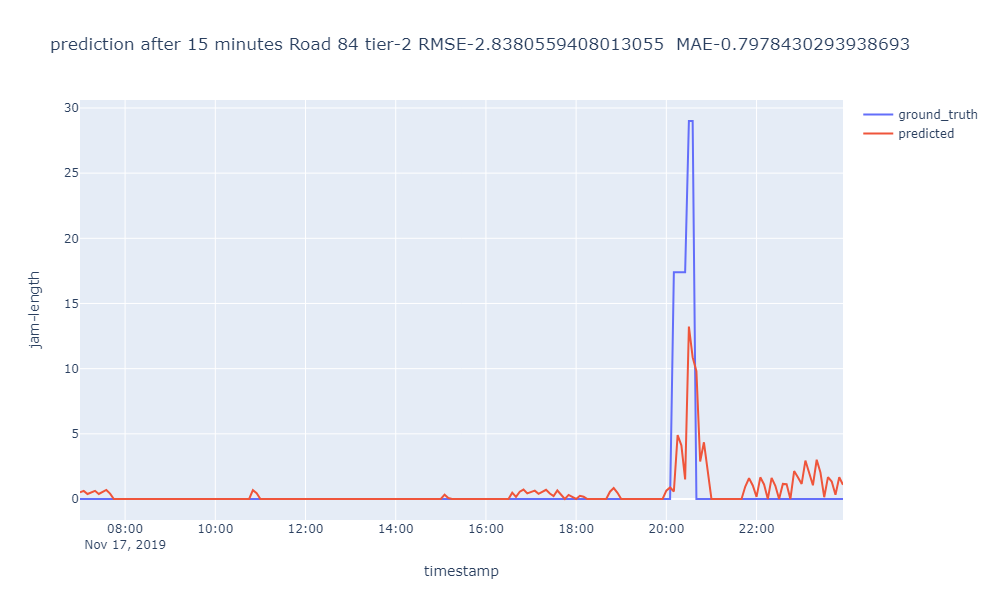 prediction after 15 minutes Road 84 tier-2 RMSE-2.8380559408013055  MAE-0.7978430293938693
ground_truth
predicted
30
25
20
15
10
5
0
jam-length
08:00 10:00 12:00 14:00 16:00 18:00 20:00 22:00
Nov 17, 2019
timestamp